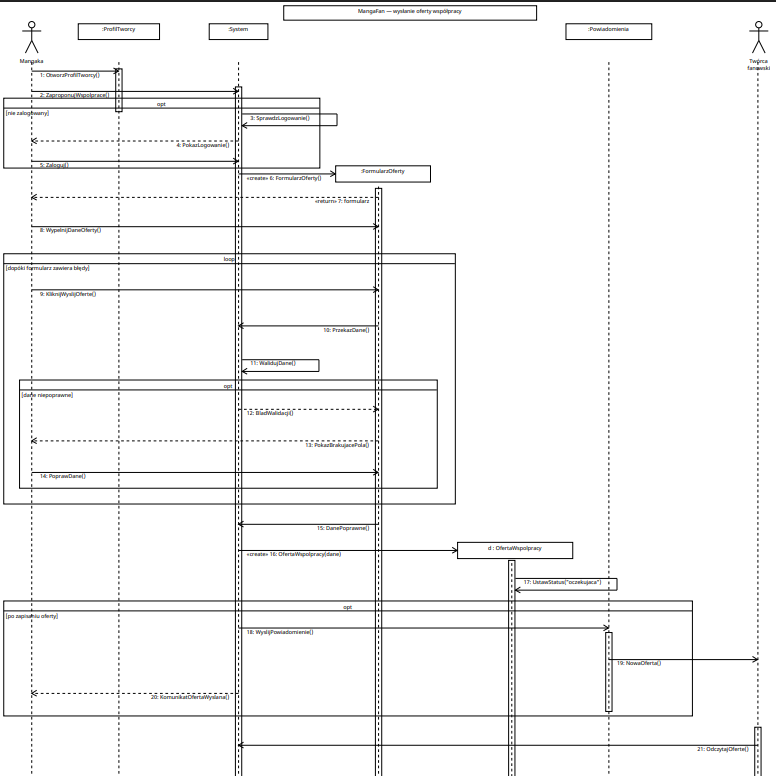 MangaFan — wysłanie oferty współpracy
:ProfilTworcy
:System
:Powiadomienia
Mangaka
Twórca
fanowski
1: OtworzProfilTworcy()
2: ZaproponujWspolprace()
opt
[nie zalogowany]
3: SprawdzLogowanie()
4: PokazLogowanie()
5: Zaloguj()
«create» 6: FormularzOferty()
:FormularzOferty
«return» 7: formularz
8: WypelnijDaneOferty()
loop
[dopóki formularz zawiera błędy]
9: KliknijWyslijOferte()
10: PrzekazDane()
11: WalidujDane()
opt
[dane niepoprawne]
12: BladWalidacji()
13: PokazBrakujacePola()
14: PoprawDane()
15: DanePoprawne()
«create» 16: OfertaWspolpracy(dane)
d : OfertaWspolpracy
17: UstawStatus("oczekujaca")
opt
[po zapisaniu oferty]
18: WyslijPowiadomienie()
19: NowaOferta()
20: KomunikatOfertaWyslana()
21: OdczytajOferte()